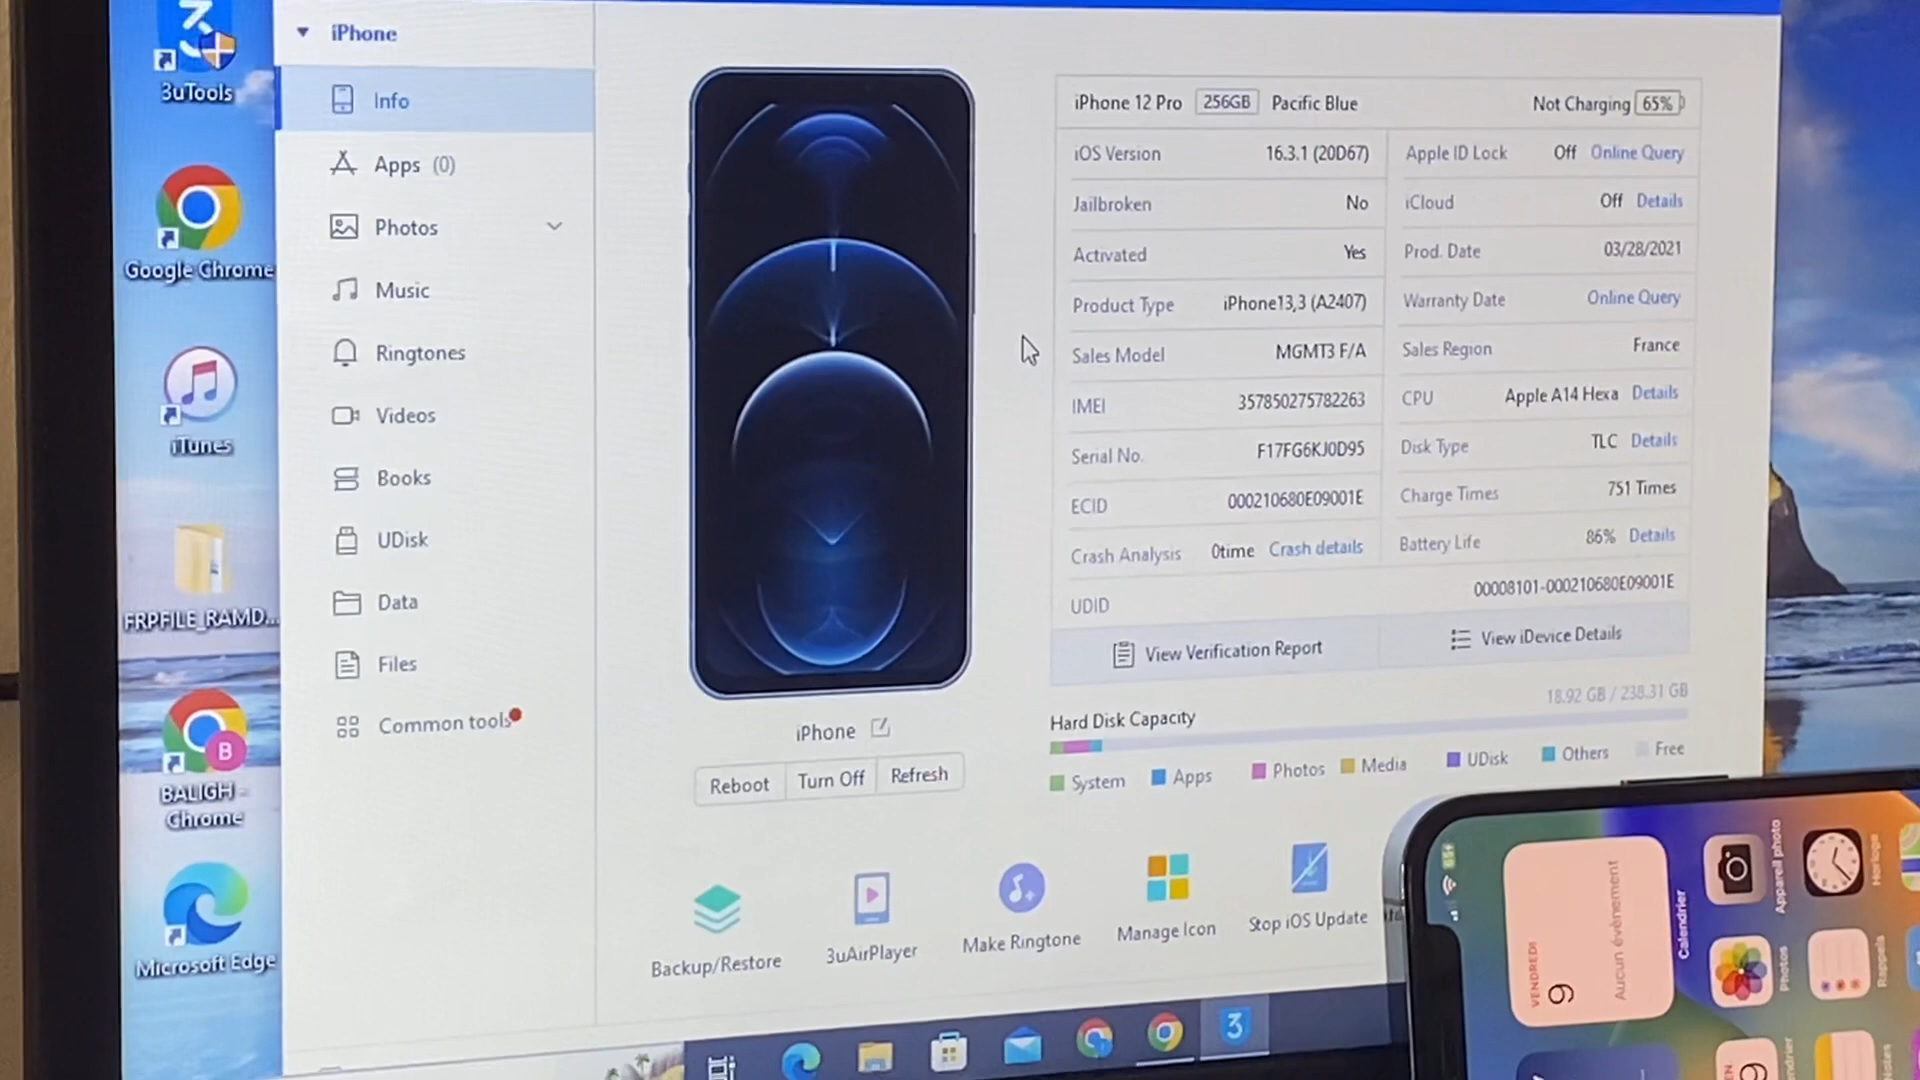 3uTools
Google Chrome
iTunes
FRPFILE_RAMD...
B
BALIGH -
Chrome
Microsoft Edge
iPhone
Info
Apps (0)
Photos
Music
Ringtones
Videos
Books
UDisk
Data
Files
Common tools
iPhone
Reboot Turn Off Refresh
iPhone 12 Pro 256GB Pacific Blue Not Charging 65%
iOS Version 16.3.1 (20D67) Apple ID Lock Off Online Query
Jailbroken No iCloud Off Details
Activated Yes Prod. Date 03/28/2021
Product Type iPhone13,3 (A2407) Warranty Date Online Query
Sales Model MGMT3 F/A Sales Region France
IMEI 357850275782263 CPU Apple A14 Hexa Details
Serial No. F17FG6KJ0D95 Disk Type TLC Details
ECID 000210680E09001E Charge Times 751 Times
Crash Analysis 0time Crash details Battery Life 86% Details
UDID 00008101-000210680E09001E
View Verification Report View iDevice Details
Hard Disk Capacity 18.92 GB / 238.31 GB
System Apps Photos Media UDisk Others Free
Backup/Restore 3uAirPlayer Make Ringtone Manage Icon Stop iOS Update
VENDREDI
9
Aucun évènement
Calendrier
Appareil photo
Horloge
Photos
Rappels